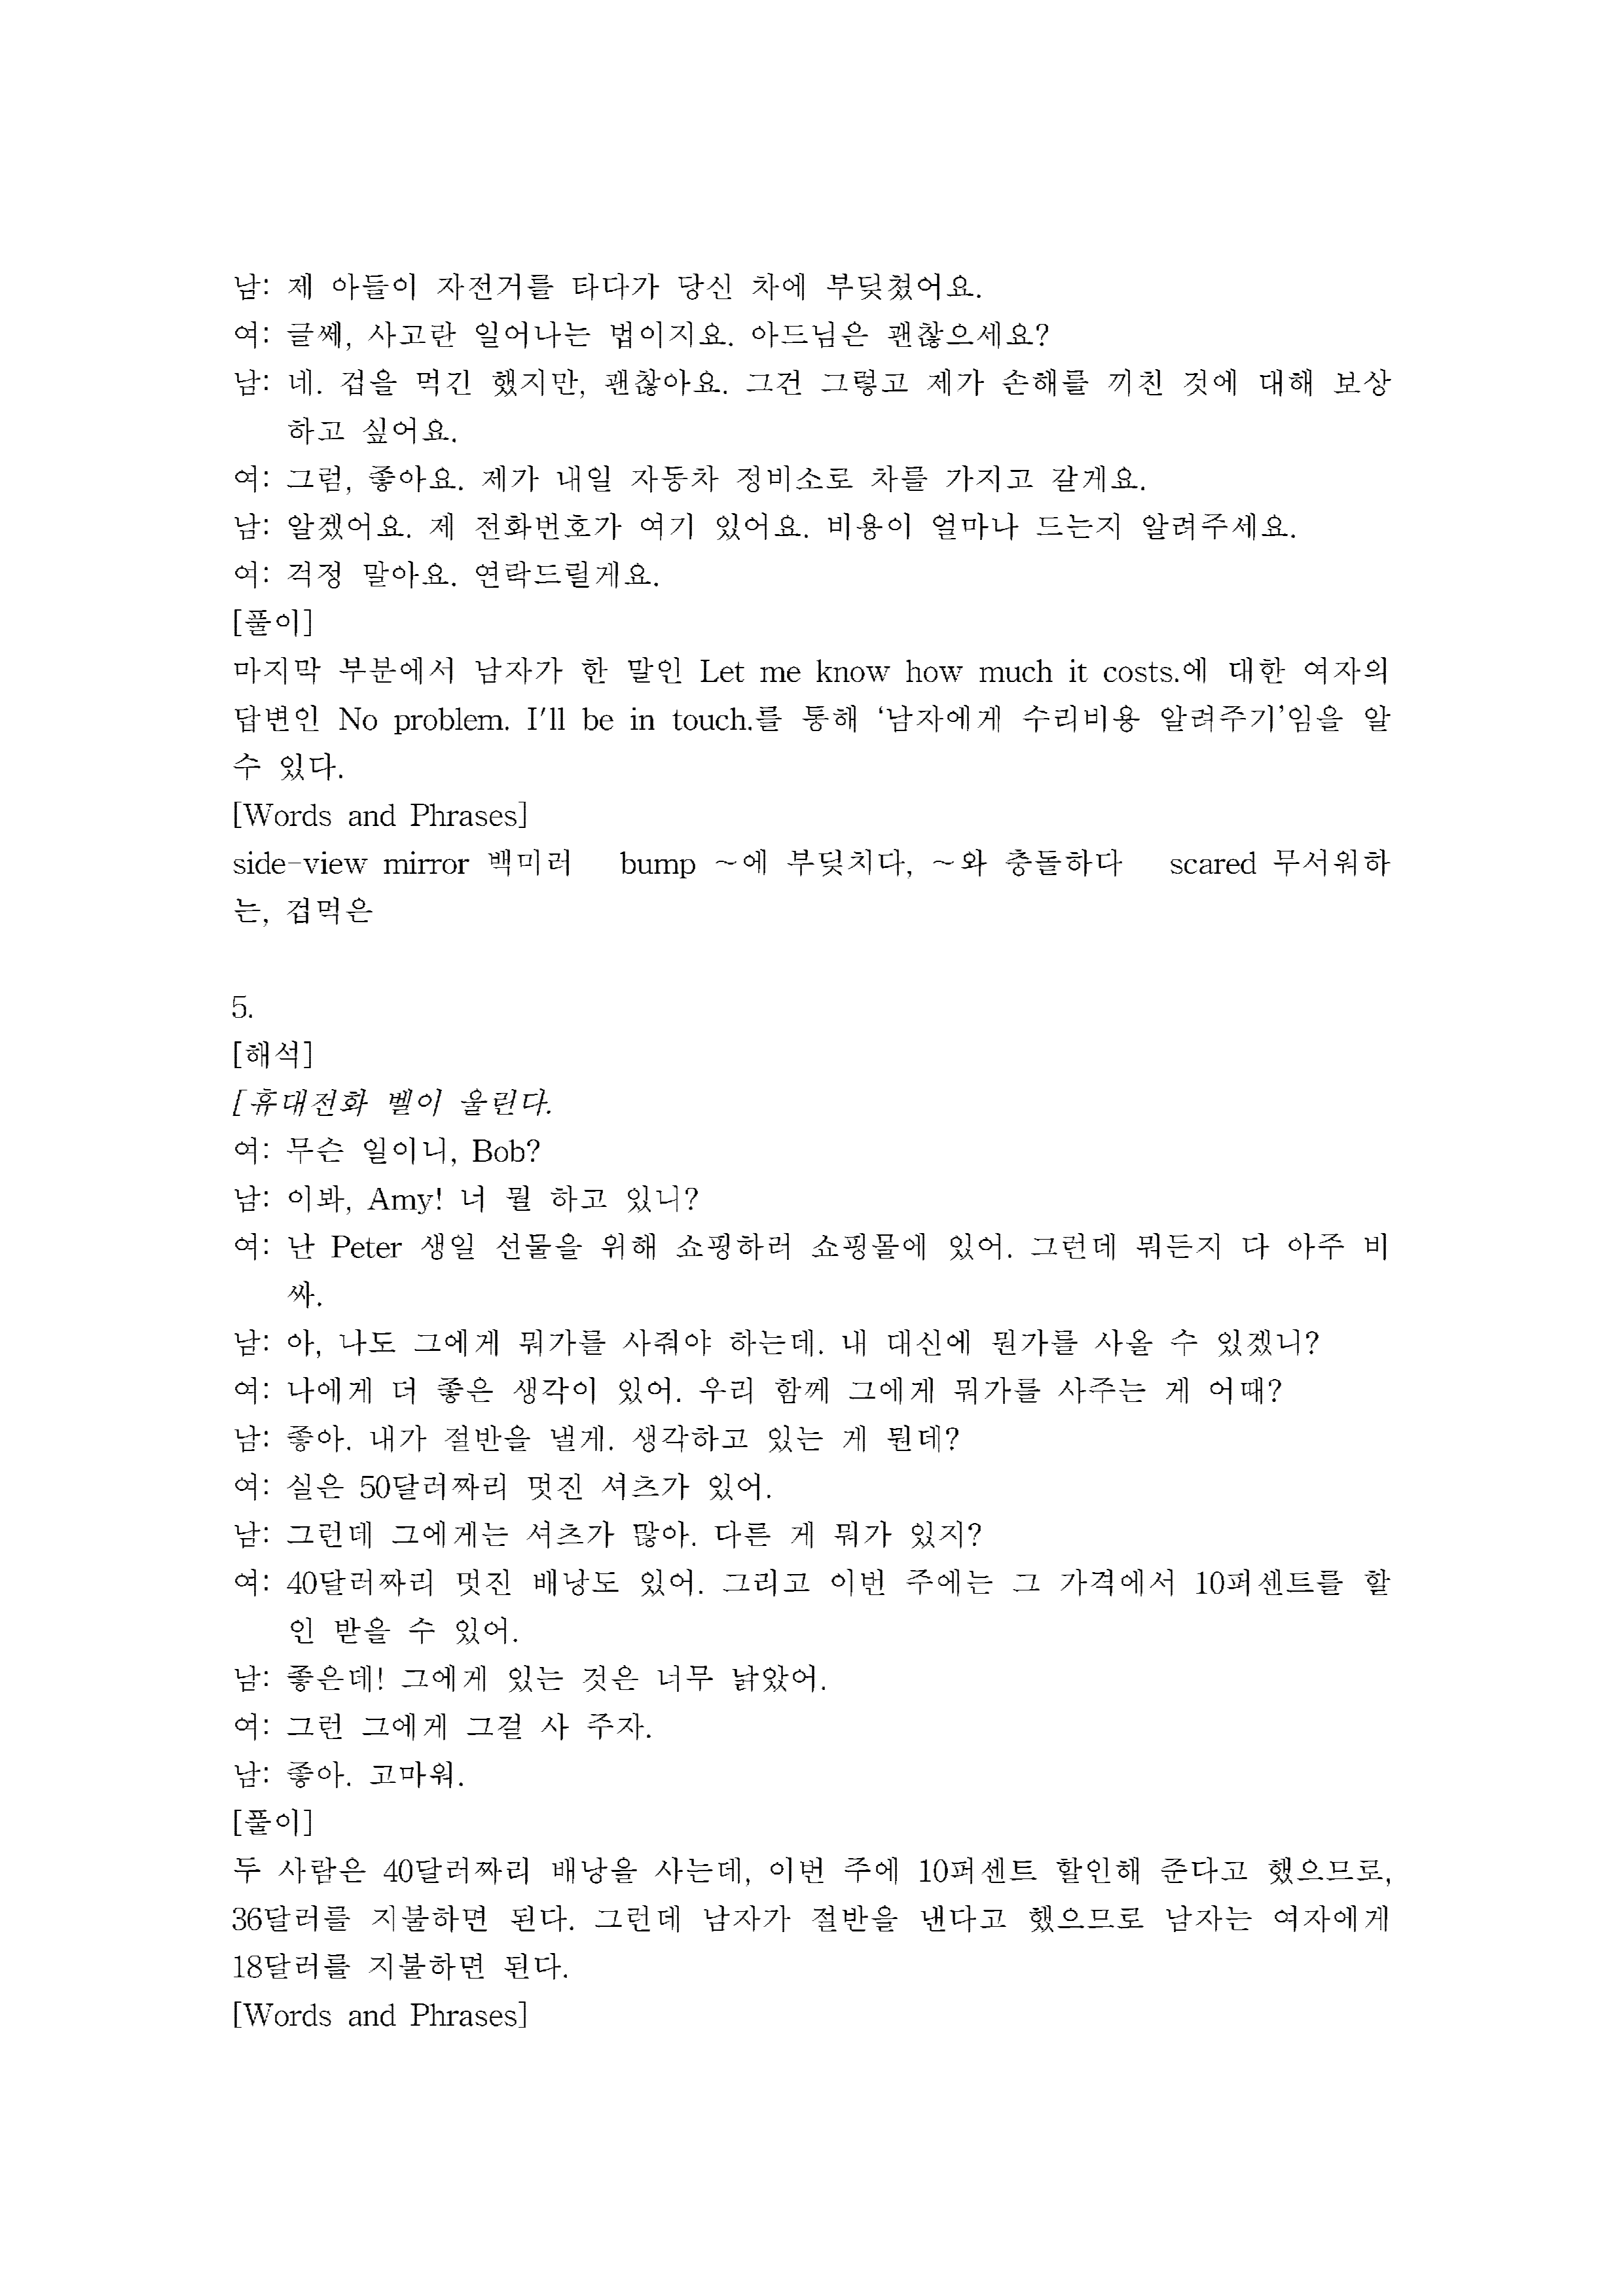 남: 제 아들이 자전거를 타다가 당신 차에 부딪쳤어요.
여: 글쎄, 사고란 일어나는 법이지요. 아드님은 괜찮으세요?
남: 네. 겁을 먹긴 했지만, 괜찮아요. 그건 그렇고 제가 손해를 끼친 것에 대해 보상
하고 싶어요.
여: 그럼, 좋아요. 제가 내일 자동차 정비소로 차를 가지고 갈게요.
남: 알겠어요. 제 전화번호가 여기 있어요. 비용이 얼마나 드는지 알려주세요.
여: 걱정 말아요. 연락드릴게요.
[풀이]
마지막 부분에서 남자가 한 말인 Let me know how much it costs.에 대한 여자의
답변인 No problem. I'll be in touch.를 통해 ‘남자에게 수리비용 알려주기’임을 알
수 있다.
[Words and Phrases]
side-view mirror 백미러 bump ～에 부딪치다, ～와 충돌하다 scared 무서워하
는, 겁먹은
5.
[해석]
[휴대전화 벨이 울린다.
여: 무슨 일이니, Bob?
남: 이봐, Amy! 너 뭘 하고 있니?
여: 난 Peter 생일 선물을 위해 쇼핑하러 쇼핑몰에 있어. 그런데 뭐든지 다 아주 비
싸.
남: 아, 나도 그에게 뭐가를 사줘야 하는데. 내 대신에 뭔가를 사올 수 있겠니?
여: 나에게 더 좋은 생각이 있어. 우리 함께 그에게 뭐가를 사주는 게 어때?
남: 좋아. 내가 절반을 낼게. 생각하고 있는 게 뭔데?
여: 실은 50달러짜리 멋진 셔츠가 있어.
남: 그런데 그에게는 셔츠가 많아. 다른 게 뭐가 있지?
여: 40달러짜리 멋진 배낭도 있어. 그리고 이번 주에는 그 가격에서 10퍼센트를 할
인 받을 수 있어.
남: 좋은데! 그에게 있는 것은 너무 낡았어.
여: 그런 그에게 그걸 사 주자.
남: 좋아. 고마워.
[풀이]
두 사람은 40달러짜리 배낭을 사는데, 이번 주에 10퍼센트 할인해 준다고 했으므로,
36달러를 지불하면 된다. 그런데 남자가 절반을 낸다고 했으므로 남자는 여자에게
18달러를 지불하면 된다.
[Words and Phrases]